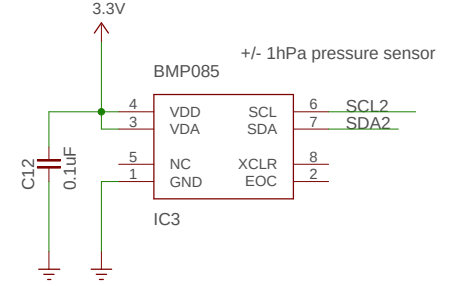 3.3V
+/- 1hPa pressure sensor
BMP085
4 VDD SCL 6 SCL2
3 VDA SDA 7 SDA2
5 NC XCLR 8
1 GND EOC 2
C12
0.1uF
IC3